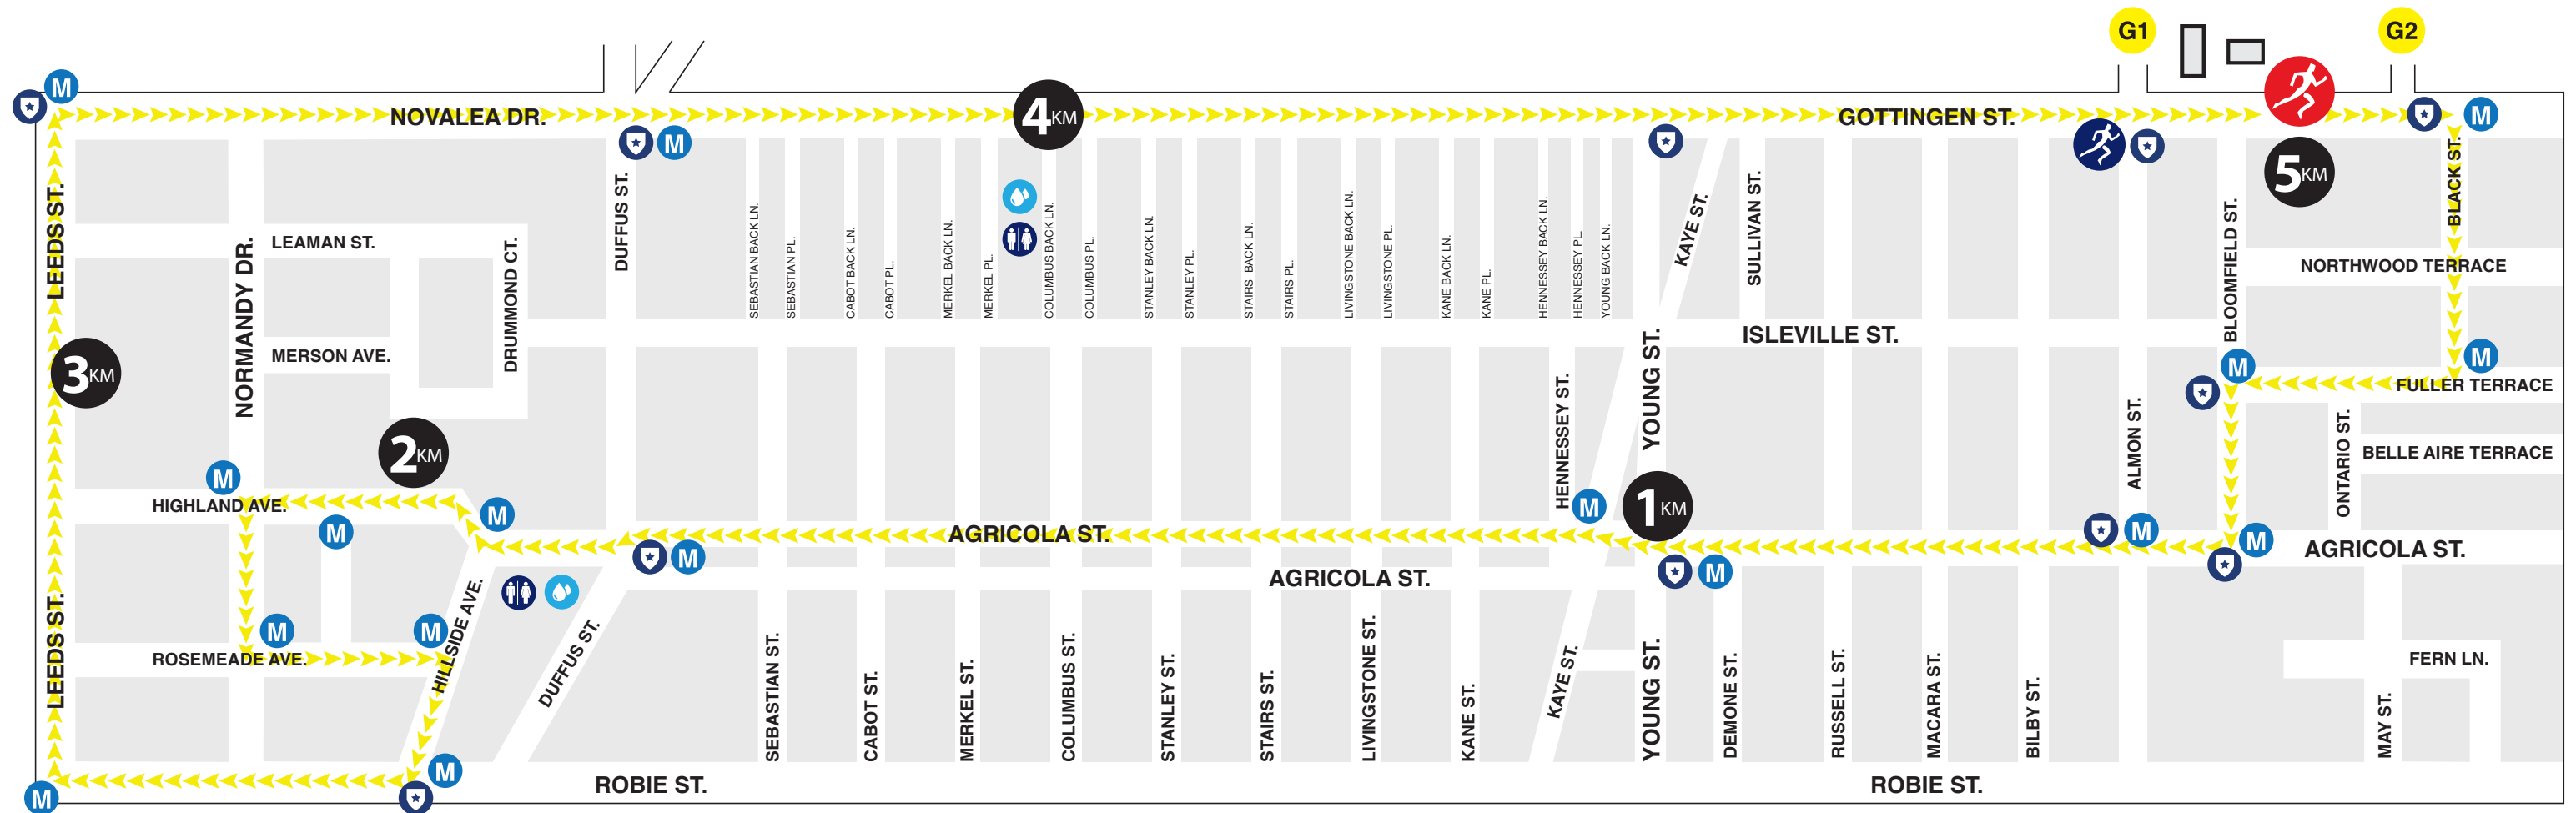 G1
G2
M
NOVALEA DR.
4KM
GOTTINGEN ST.
M
M
5KM
LEEDS ST.
NORMANDY DR.
LEAMAN ST.
MERSON AVE.
DRUMMOND CT.
DUFFUS ST.
SEBASTIAN BACK LN.
SEBASTIAN PL.
CABOT BACK LN.
CABOT PL.
MERKEL BACK LN.
MERKEL PL.
COLUMBUS BACK LN.
COLUMBUS PL.
STANLEY BACK LN.
STANLEY PL.
STAIRS BACK LN.
STAIRS PL.
LIVINGSTONE BACK LN.
LIVINGSTONE PL.
KANE BACK LN.
KANE PL.
HENNESSEY BACK LN.
HENNESSEY PL.
YOUNG BACK LN.
KAYE ST.
SULLIVAN ST.
BLOOMFIELD ST.
BLACK ST.
NORTHWOOD TERRACE
ISLEVILLE ST.
3KM
M
M
FULLER TERRACE
2KM
HENNESSEY ST.
YOUNG ST.
ALMON ST.
ONTARIO ST.
BELLE AIRE TERRACE
M
HIGHLAND AVE.
M
M
M
1KM
AGRICOLA ST.
M
M
M
M
AGRICOLA ST.
AGRICOLA ST.
M
LEEDS ST.
M
M
ROSEMEADE AVE.
HILLSIDE AVE.
DUFFUS ST.
SEBASTIAN ST.
CABOT ST.
MERKEL ST.
COLUMBUS ST.
STANLEY ST.
STAIRS ST.
LIVINGSTONE ST.
KANE ST.
KAYE ST.
YOUNG ST.
DEMONE ST.
RUSSELL ST.
MACARA ST.
BILBY ST.
MAY ST.
FERN LN.
M
M
ROBIE ST.
ROBIE ST.